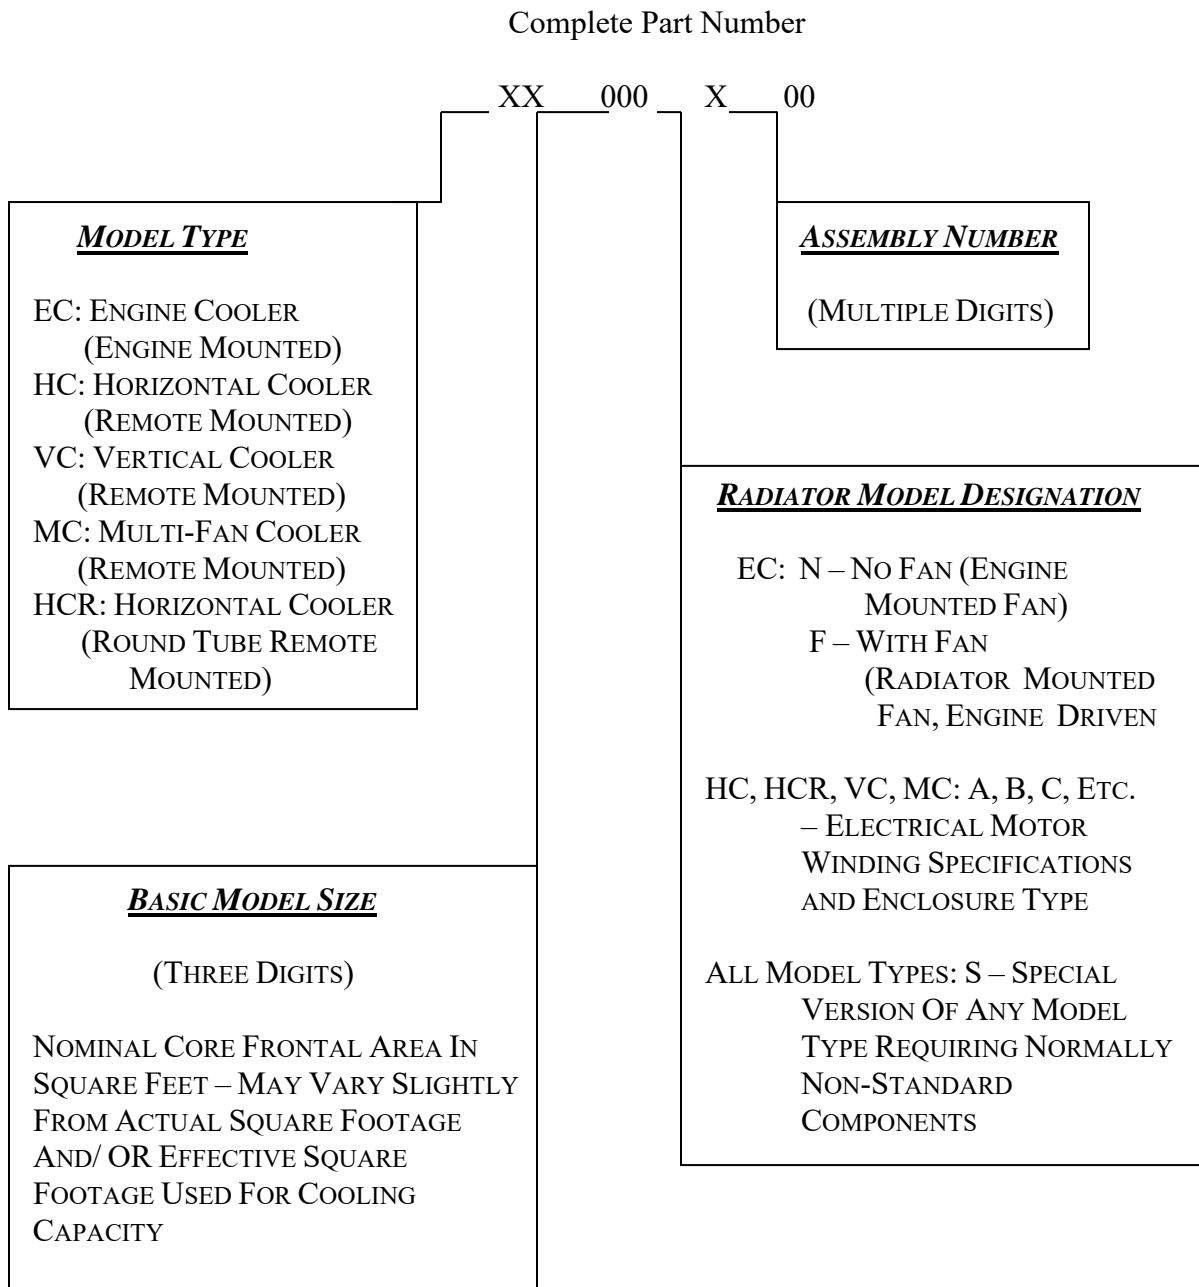 Complete Part Number
XX 000 X 00
MODEL TYPE
EC: ENGINE COOLER
(ENGINE MOUNTED)
HC: HORIZONTAL COOLER
(REMOTE MOUNTED)
VC: VERTICAL COOLER
(REMOTE MOUNTED)
MC: MULTI-FAN COOLER
(REMOTE MOUNTED)
HCR: HORIZONTAL COOLER
(ROUND TUBE REMOTE
MOUNTED)
ASSEMBLY NUMBER
(MULTIPLE DIGITS)
RADIATOR MODEL DESIGNATION
EC: N – NO FAN (ENGINE
MOUNTED FAN)
F – WITH FAN
(RADIATOR MOUNTED
FAN, ENGINE DRIVEN
HC, HCR, VC, MC: A, B, C, ETC.
– ELECTRICAL MOTOR
WINDING SPECIFICATIONS
AND ENCLOSURE TYPE
ALL MODEL TYPES: S – SPECIAL
VERSION OF ANY MODEL
TYPE REQUIRING NORMALLY
NON-STANDARD
COMPONENTS
BASIC MODEL SIZE
(THREE DIGITS)
NOMINAL CORE FRONTAL AREA IN
SQUARE FEET – MAY VARY SLIGHTLY
FROM ACTUAL SQUARE FOOTAGE
AND/ OR EFFECTIVE SQUARE
FOOTAGE USED FOR COOLING
CAPACITY